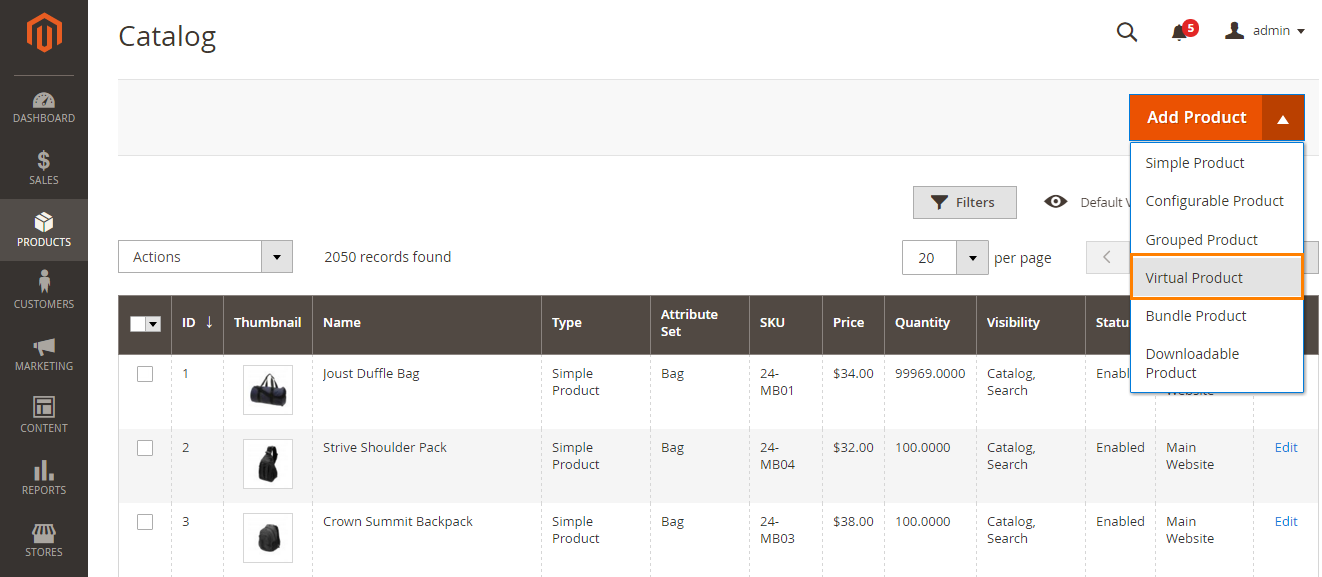 Catalog
5
admin
DASHBOARD
SALES
PRODUCTS
CUSTOMERS
MARKETING
CONTENT
REPORTS
STORES
Add Product
Simple Product
Configurable Product
Grouped Product
Virtual Product
Bundle Product
Downloadable
Product
Filters
Default
Actions
2050 records found
20
per page
ID ↓ Thumbnail Name Type Attribute Set SKU Price Quantity Visibility
1 Joust Duffle Bag Simple Product Bag 24-MB01 $34.00 99969.0000 Catalog, Search
Website
2 Strive Shoulder Pack Simple Product Bag 24-MB04 $32.00 100.0000 Catalog, Search Enabled Main Website Edit
3 Crown Summit Backpack Simple Product Bag 24-MB03 $38.00 100.0000 Catalog, Search Enabled Main Website Edit